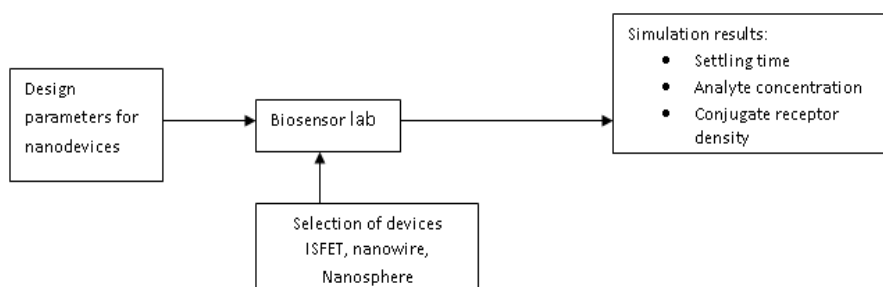 Design
parameters for
nanodevices
Biosensor lab
Selection of devices
ISFET, nanowire,
Nanosphere
Simulation results:
• Settling time
• Analyte concentration
• Conjugate receptor
density